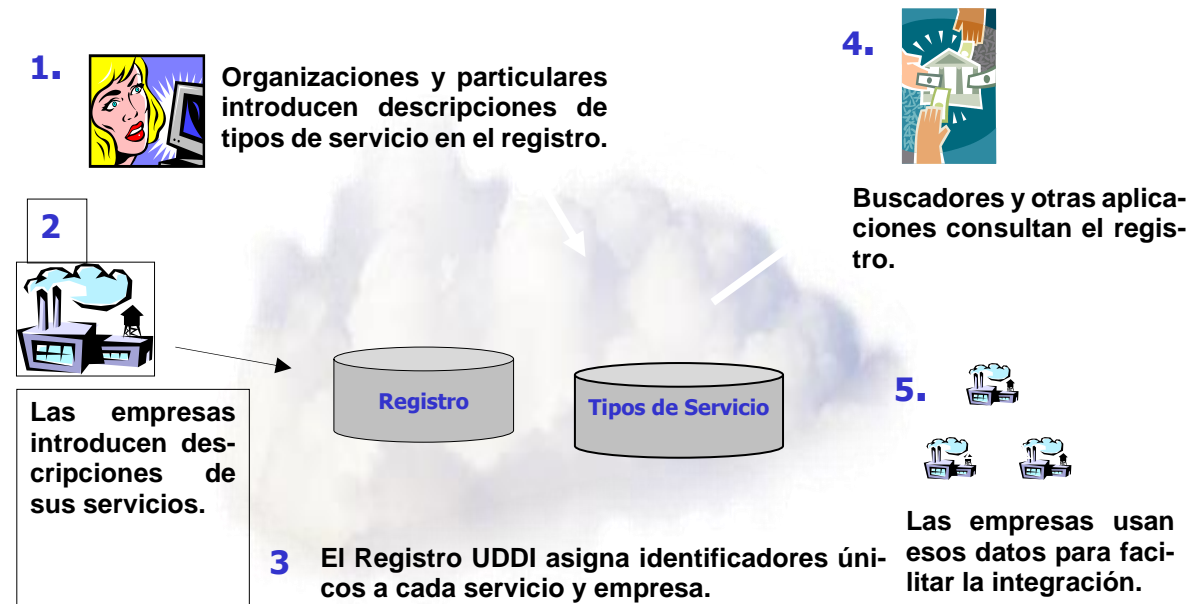 1.
Organizaciones y particulares
introducen descripciones de
tipos de servicio en el registro.
2
Las empresas
introducen des-
cripciones de
sus servicios.
Registro
Tipos de Servicio
3
El Registro UDDI asigna identificadores úni-
cos a cada servicio y empresa.
4.
Buscadores y otras aplica-
ciones consultan el regis-
tro.
5.
Las empresas usan
esos datos para faci-
litar la integración.